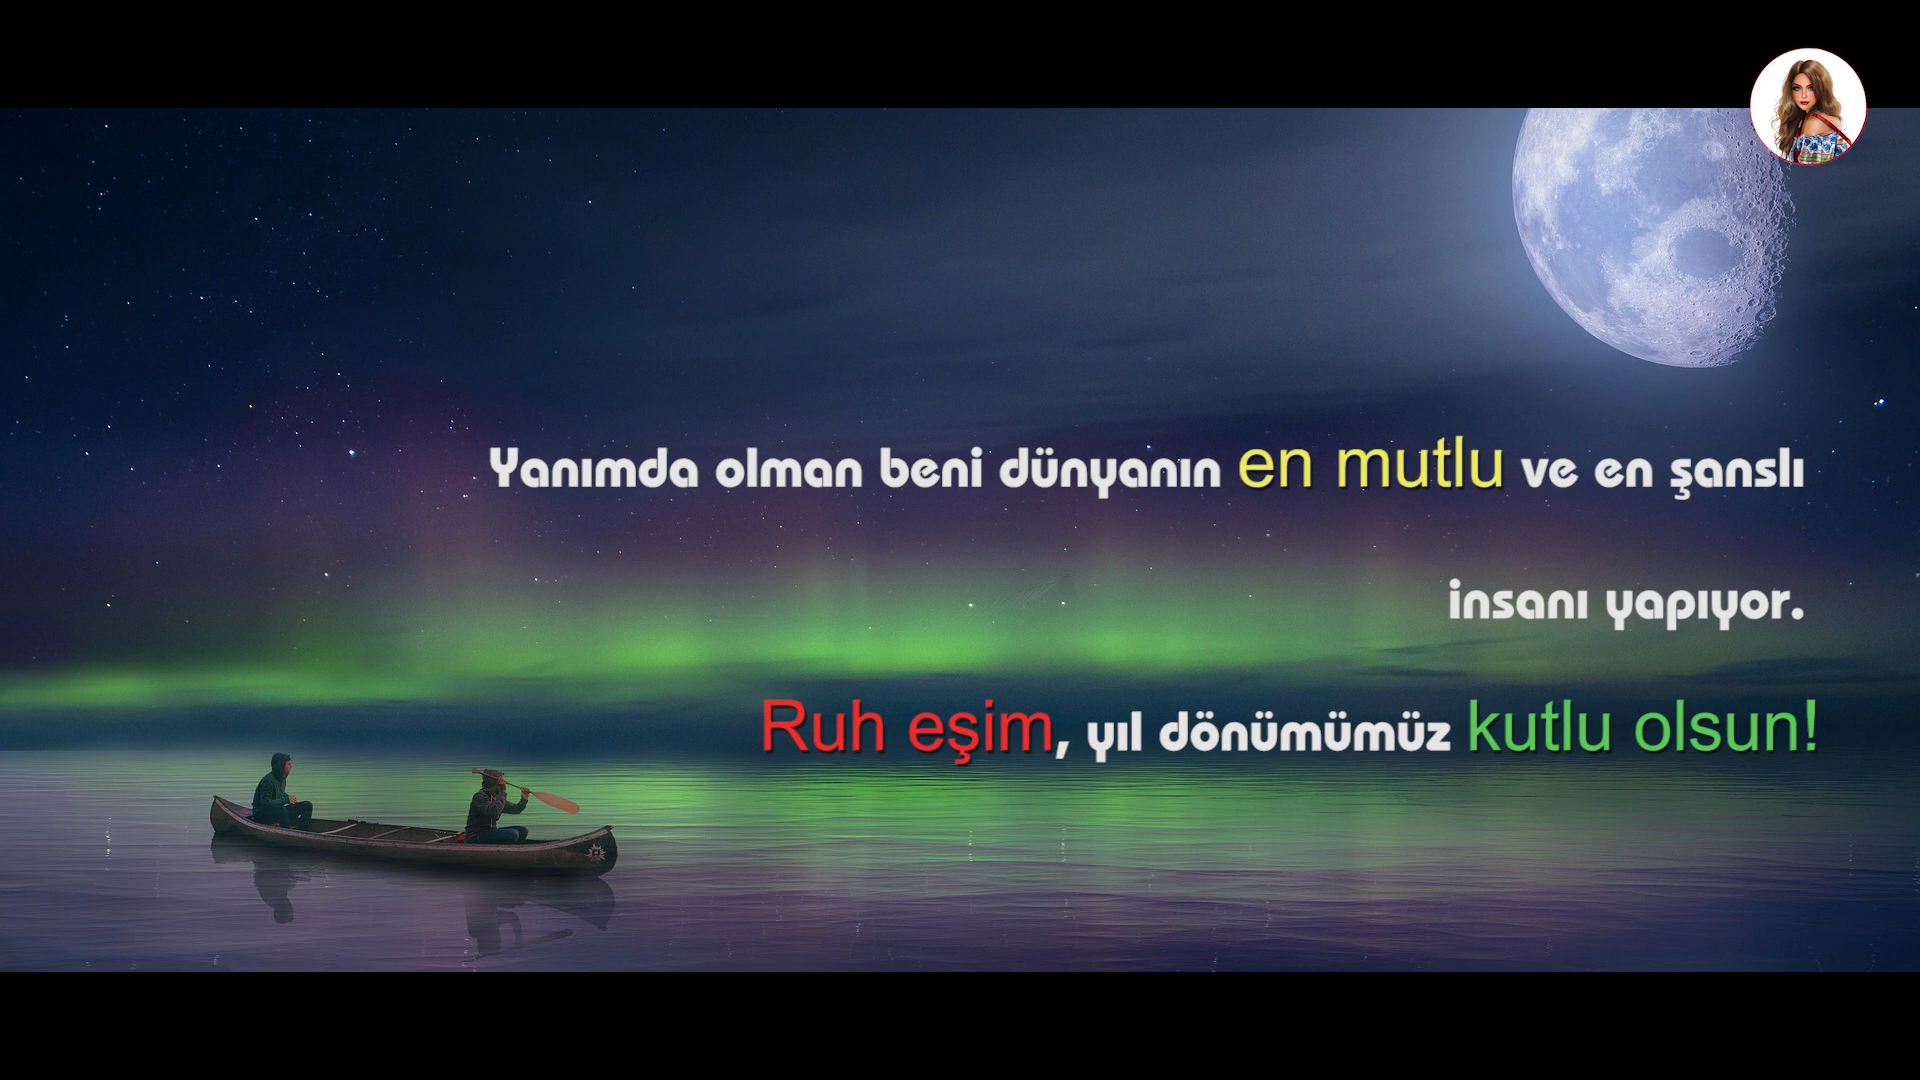 Yanımda olman beni dünyanın en mutlu ve en şanslı
insanı yapıyor.
Ruh eşim, yıl dönümümüz kutlu olsun!